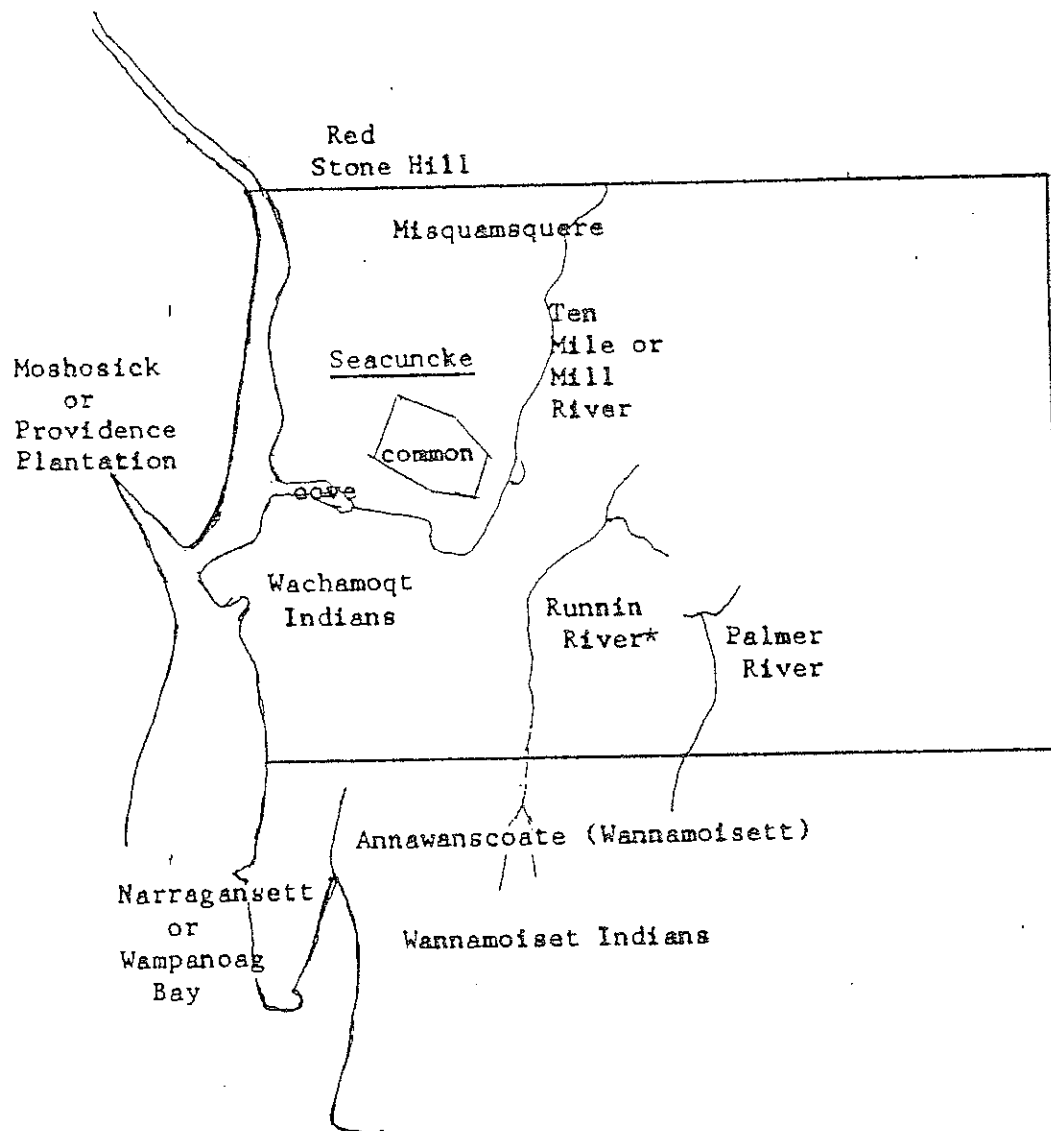 Red
Stone Hill
Misquamsquere
Ten
Mile or
Mill
River
Moshosick
or
Providence
Plantation
Seacuncke
common
cove
Wachamoqt
Indians
Runnin
River*
Palmer
River
Annawanscoate (Wannamoisett)
Narragansett
or
Wampanoag
Bay
Wannamoiset Indians